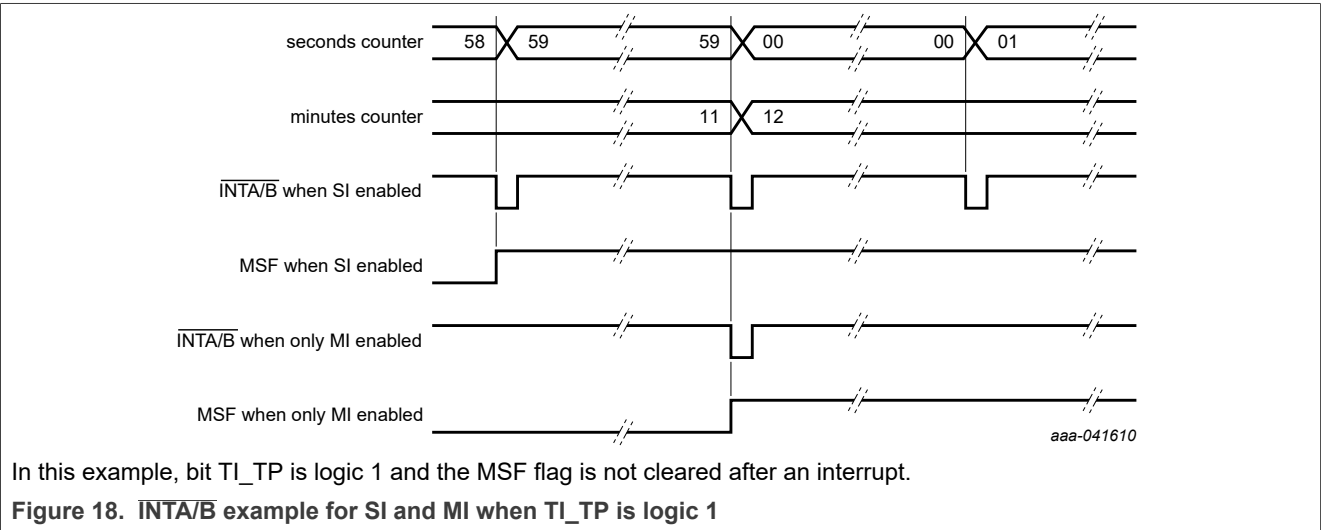 seconds counter 58 59 59 00 00 01
minutes counter 11 12
INTA/B when SI enabled
MSF when SI enabled
INTA/B when only MI enabled
MSF when only MI enabled
aaa-041610
In this example, bit TI_TP is logic 1 and the MSF flag is not cleared after an interrupt.
Figure 18. INTA/B example for SI and MI when TI_TP is logic 1